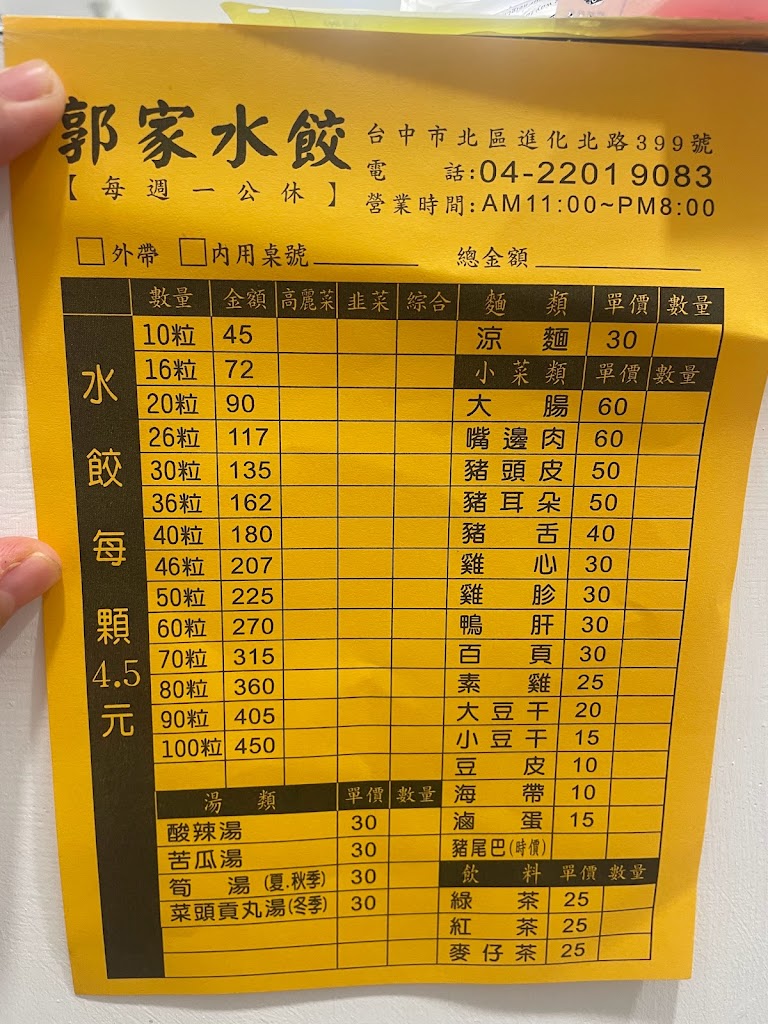 郭家水餃
【每週一公休】
台中市北區進化北路399號
電話:04-2201 9083
營業時間:AM11:00~PM8:00
□外帶 □內用桌號 總金額
水餃每顆4.5元
數量 金額 高麗菜 韭菜 綜合
10粒 45
16粒 72
20粒 90
26粒 117
30粒 135
36粒 162
40粒 180
46粒 207
50粒 225
60粒 270
70粒 315
80粒 360
90粒 405
100粒 450
湯類 單價 數量
酸辣湯 30
苦瓜湯 30
筍湯(夏.秋季) 30
菜頭貢丸湯(冬季) 30
麵類 單價 數量
涼麵 30
小菜類 單價 數量
大腸 60
嘴邊肉 60
豬頭皮 50
豬耳朵 50
豬舌 40
雞心 30
雞胗 30
鴨肝 30
百頁 30
素雞 25
大豆干 20
小豆干 15
豆皮 10
海帶 10
滷蛋 15
豬尾巴(時價)
飲料 單價 數量
綠茶 25
紅茶 25
麥仔茶 25